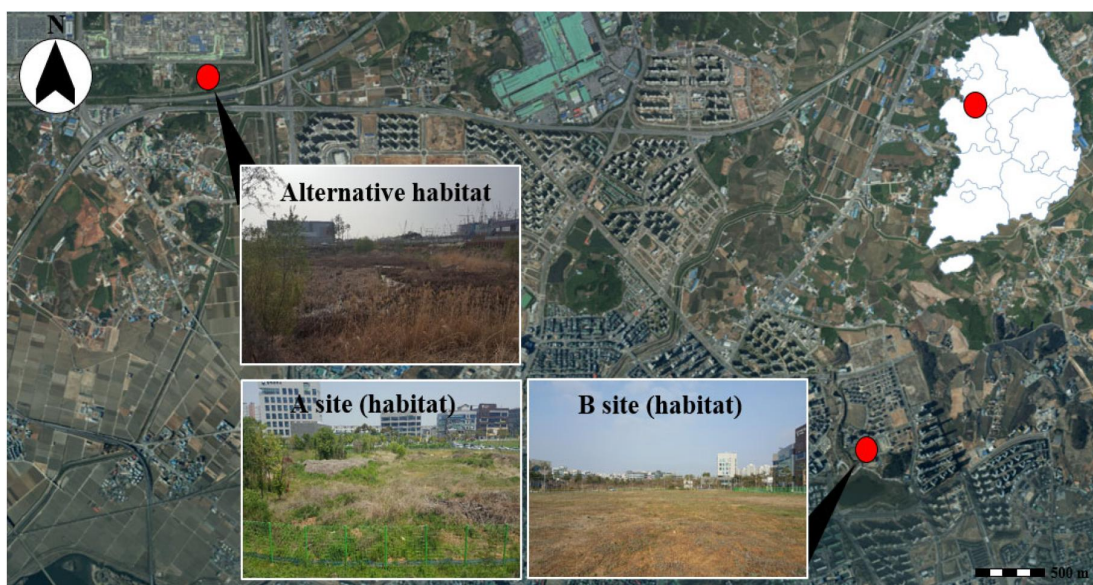 N
Alternative habitat
A site (habitat)
B site (habitat)
500 m